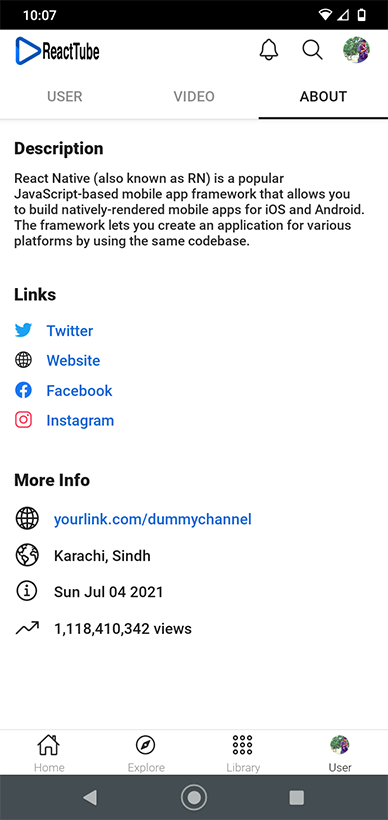 10:07
ReactTube
USER VIDEO ABOUT
Description
React Native (also known as RN) is a popular
JavaScript-based mobile app framework that allows you
to build natively-rendered mobile apps for iOS and Android.
The framework lets you create an application for various
platforms by using the same codebase.
Links
Twitter
Website
Facebook
Instagram
More Info
yourlink.com/dummychannel
Karachi, Sindh
Sun Jul 04 2021
1,118,410,342 views
Home Explore Library User